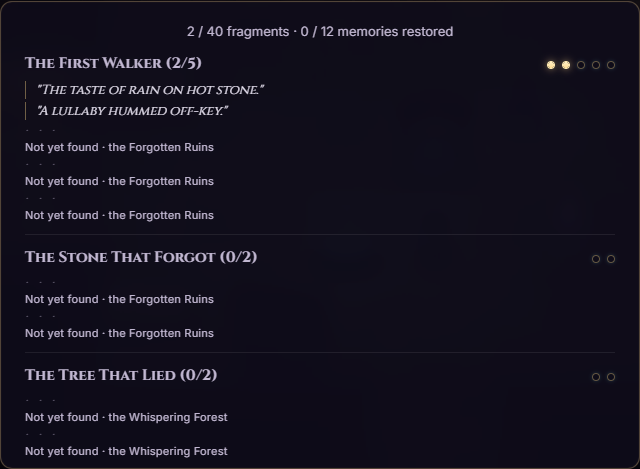 2 / 40 fragments · 0 / 12 memories restored
The First Walker (2/5)
"The taste of rain on hot stone."
"A lullaby hummed off-key."
. . .
Not yet found · the Forgotten Ruins
. . .
Not yet found · the Forgotten Ruins
. . .
Not yet found · the Forgotten Ruins
The Stone That Forgot (0/2)
. . .
Not yet found · the Forgotten Ruins
. . .
Not yet found · the Forgotten Ruins
The Tree That Lied (0/2)
. . .
Not yet found · the Whispering Forest
. . .
Not yet found · the Whispering Forest